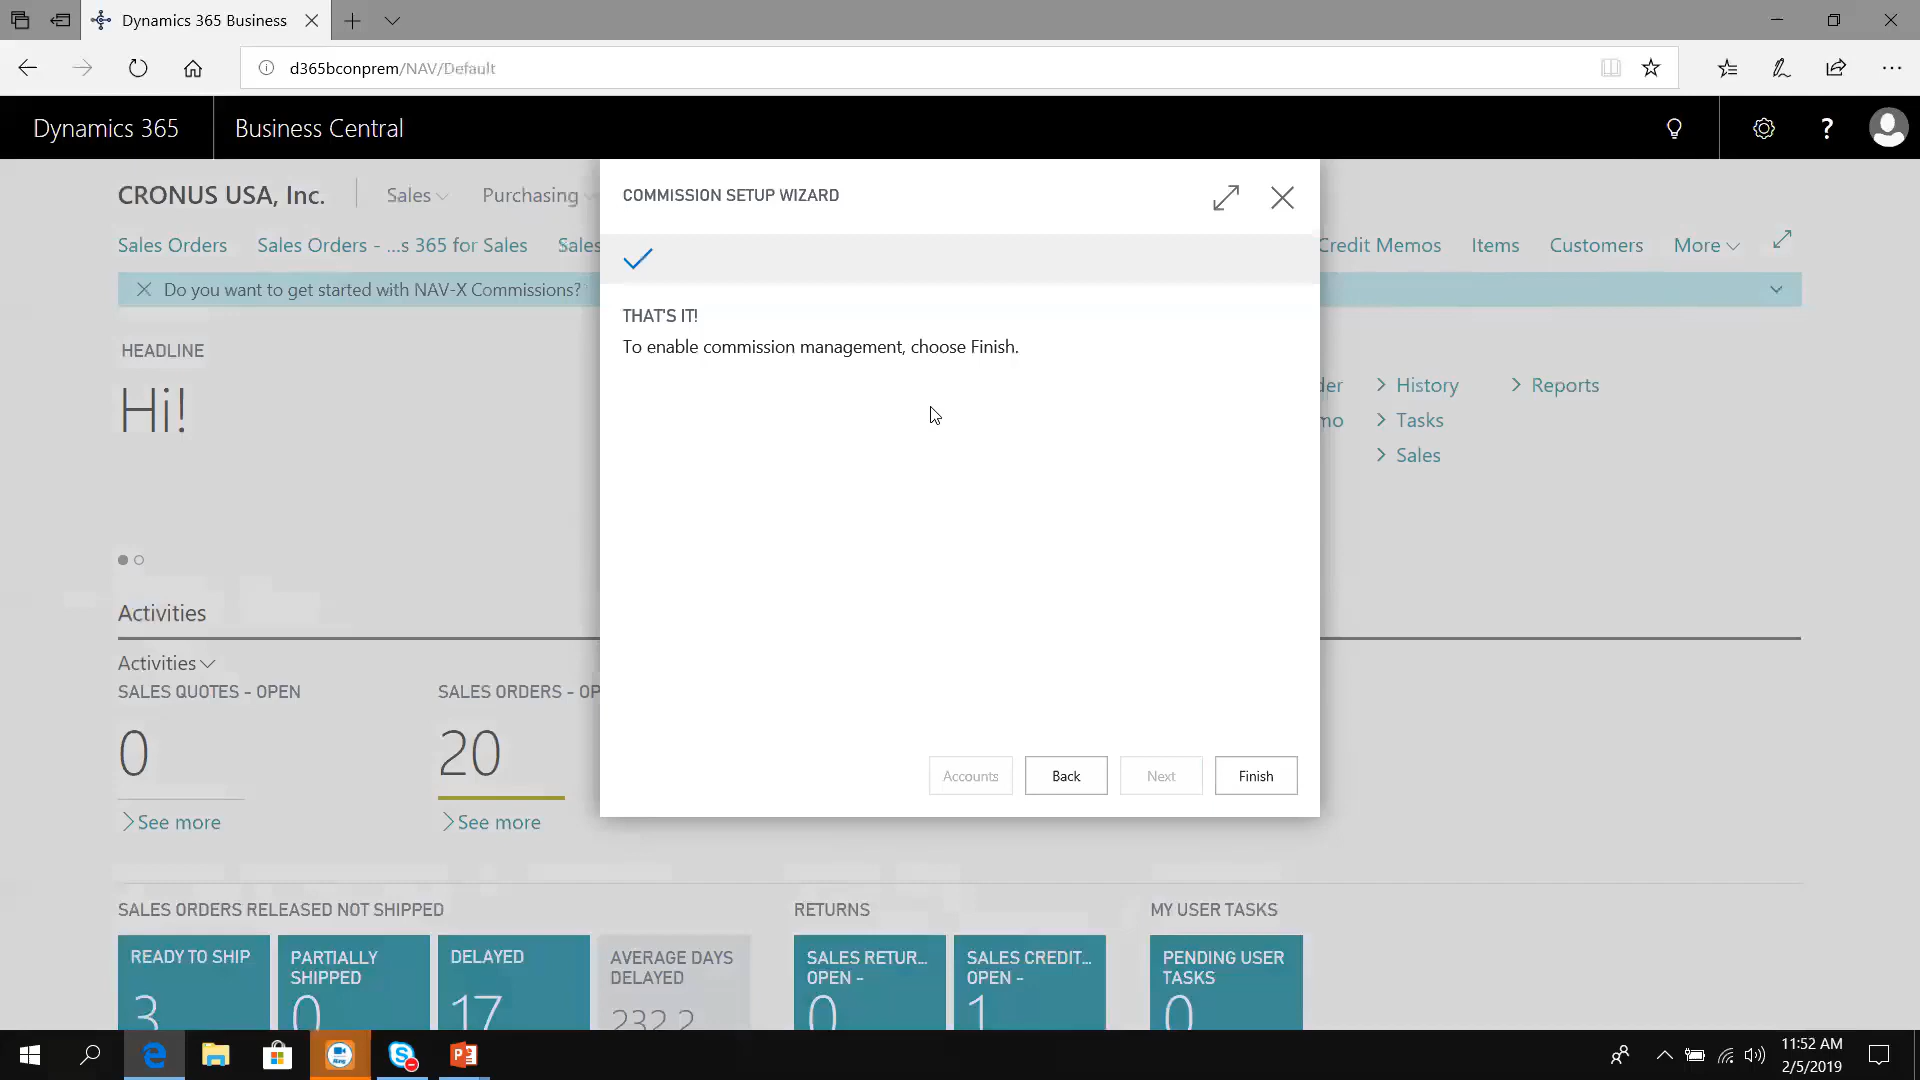 Dynamics 365 Business
d365bconprem/NAV/Default
Dynamics 365
Business Central
?
COMMISSION SETUP WIZARD
CRONUS USA, Inc.
Sales
Purchasing
Sales Orders
Sales Orders - ...s 365 for Sales
Sales
Credit Memos
Items
Customers
More
Do you want to get started with NAV-X Commissions?
THAT'S IT!
To enable commission management, choose Finish.
HEADLINE
Hi!
der
History
Reports
mo
Tasks
Sales
Activities
Activities
SALES QUOTES - OPEN
SALES ORDERS - OP
0
20
See more
See more
Accounts
Back
Next
Finish
SALES ORDERS RELEASED NOT SHIPPED
RETURNS
MY USER TASKS
READY TO SHIP
3
PARTIALLY
SHIPPED
0
DELAYED
17
AVERAGE DAYS
DELAYED
232.2
SALES RETUR...
OPEN -
0
SALES CREDIT...
OPEN -
1
PENDING USER
TASKS
0
11:52 AM
2/5/2019